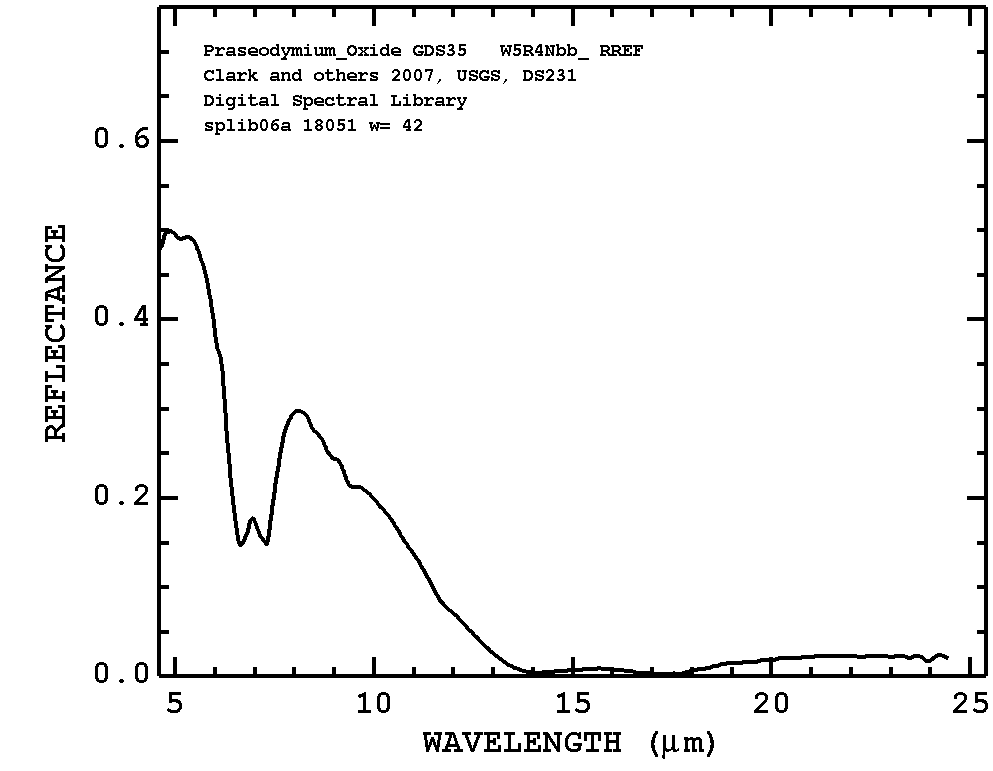 Praseodymium_Oxide GDS35 W5R4Nbb_ RREF
Clark and others 2007, USGS, DS231
Digital Spectral Library
splib06a 18051 w= 42
0.6
0.4
0.2
0.0
REFLECTANCE
5 10 15 20 25
WAVELENGTH (μm)